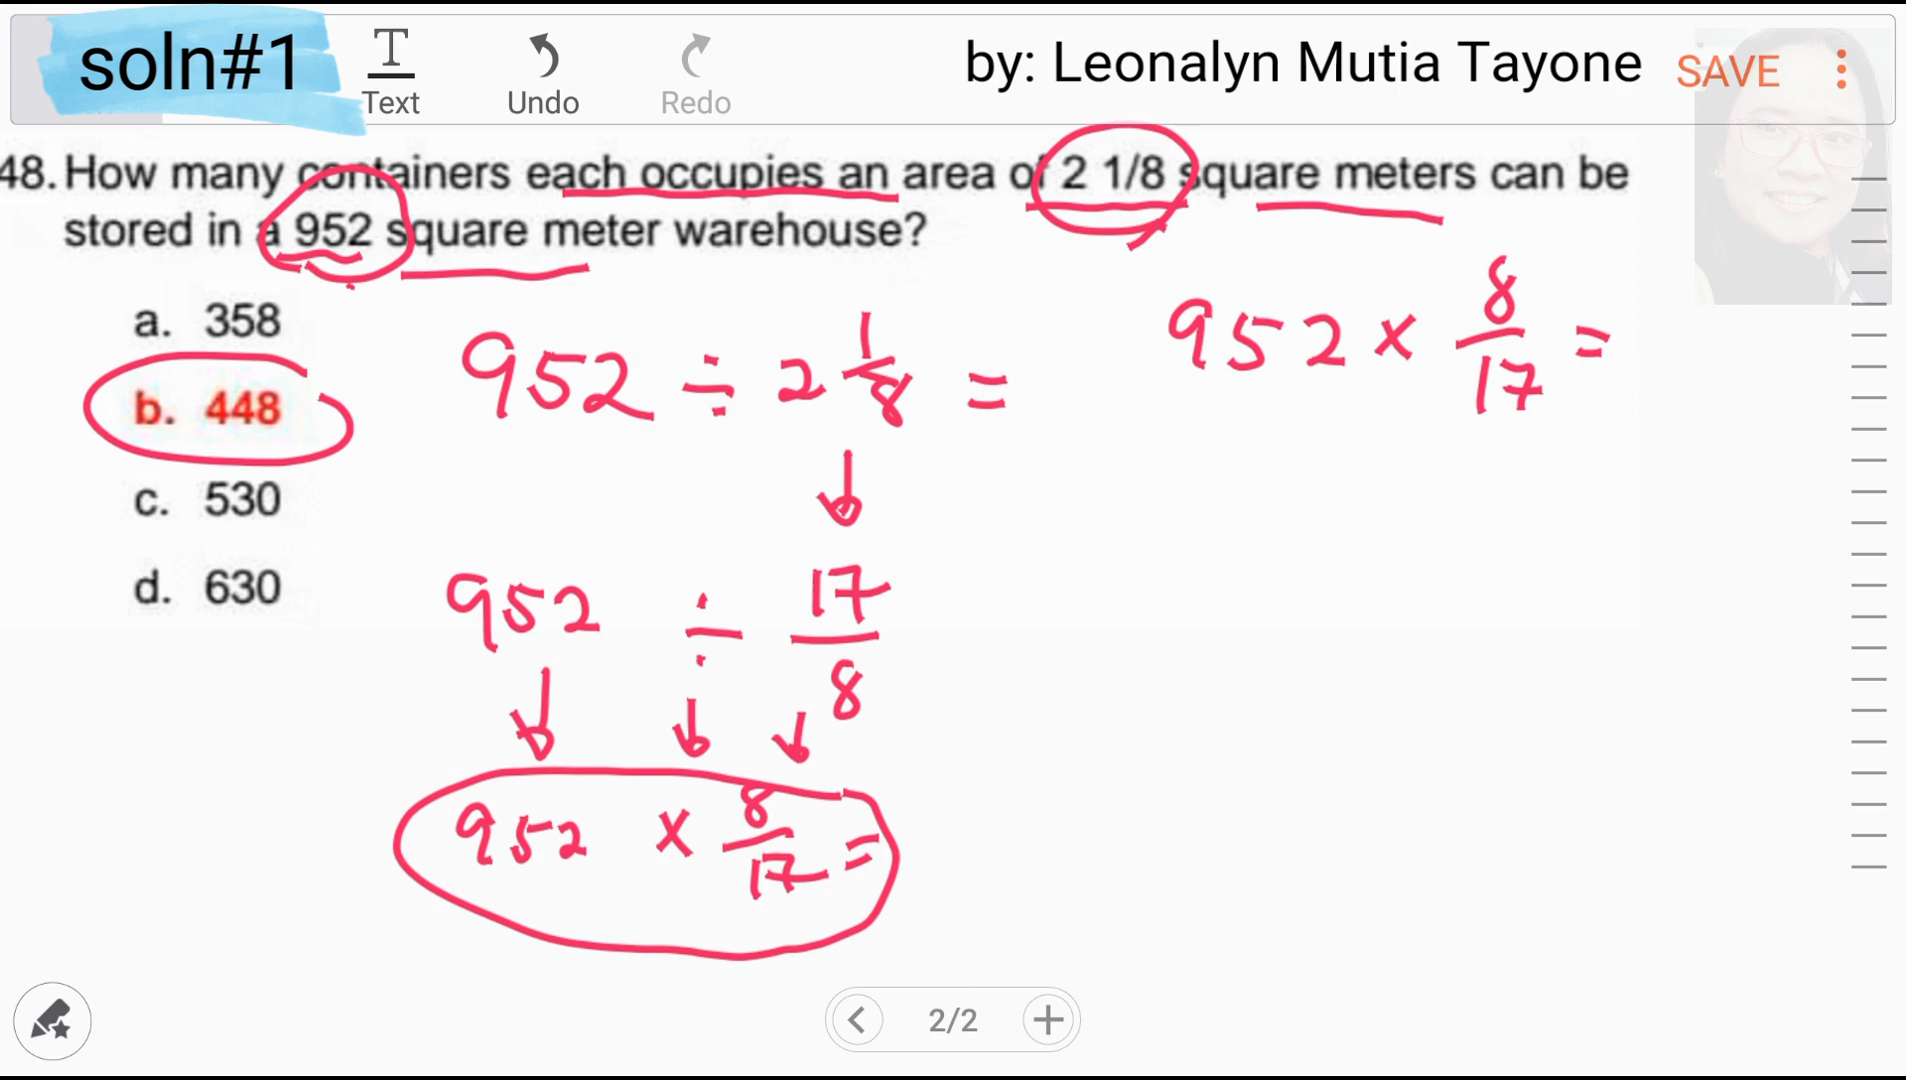 soln#1
Text
Undo
Redo
by: Leonalyn Mutia Tayone
SAVE
48. How many containers each occupies an area of 2 1/8 square meters can be
stored in a 952 square meter warehouse?
a. 358
b. 448
c. 530
d. 630
952 ÷ 2 1/8 =
952 ÷ 17/8
952 × 8/17 =
952 × 8/17 =
2/2